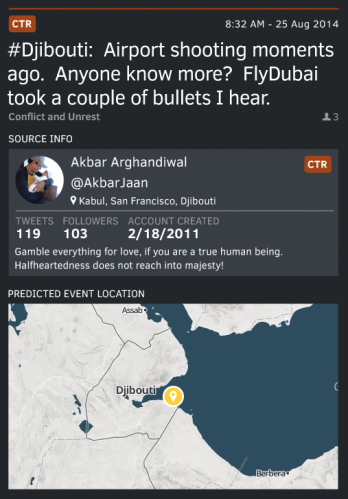 CTR
8:32 AM - 25 Aug 2014
#Djibouti: Airport shooting moments
ago. Anyone know more? FlyDubai
took a couple of bullets I hear.
Conflict and Unrest
3
SOURCE INFO
Akbar Arghandiwal
CTR
@AkbarJaan
Kabul, San Francisco, Djibouti
TWEETS FOLLOWERS ACCOUNT CREATED
119 103 2/18/2011
Gamble everything for love, if you are a true human being.
Halfheartedness does not reach into majesty!
PREDICTED EVENT LOCATION
Assab
Djibouti
Berbera